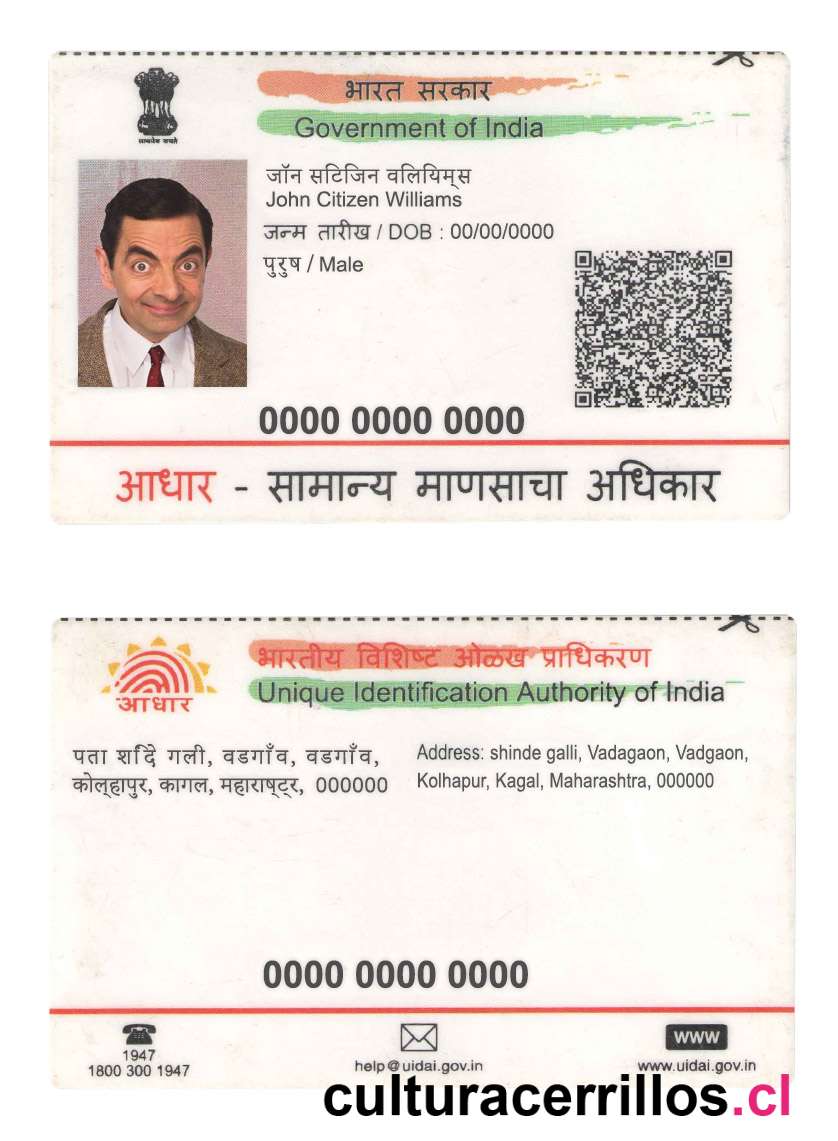 भारत सरकार
Government of India
सत्यमेव जयते
जॉन सटिजिन वलियिम्स
John Citizen Williams
जन्म तारीख / DOB : 00/00/0000
पुरुष / Male
0000 0000 0000
आधार - सामान्य माणसाचा अधिकार
भारतीय विशिष्ट ओळख प्राधिकरण
Unique Identification Authority of India
आधार
पता शदिे गली, वडगाँव, वडगाँव,
कोल्हापुर, कागल, महाराष्ट्र, 000000
Address: shinde galli, Vadagaon, Vadgaon,
Kolhapur, Kagal, Maharashtra, 000000
0000 0000 0000
1947
1800 300 1947
help@uidai.gov.in
www
www.uidai.gov.in
culturacerrillos.cl